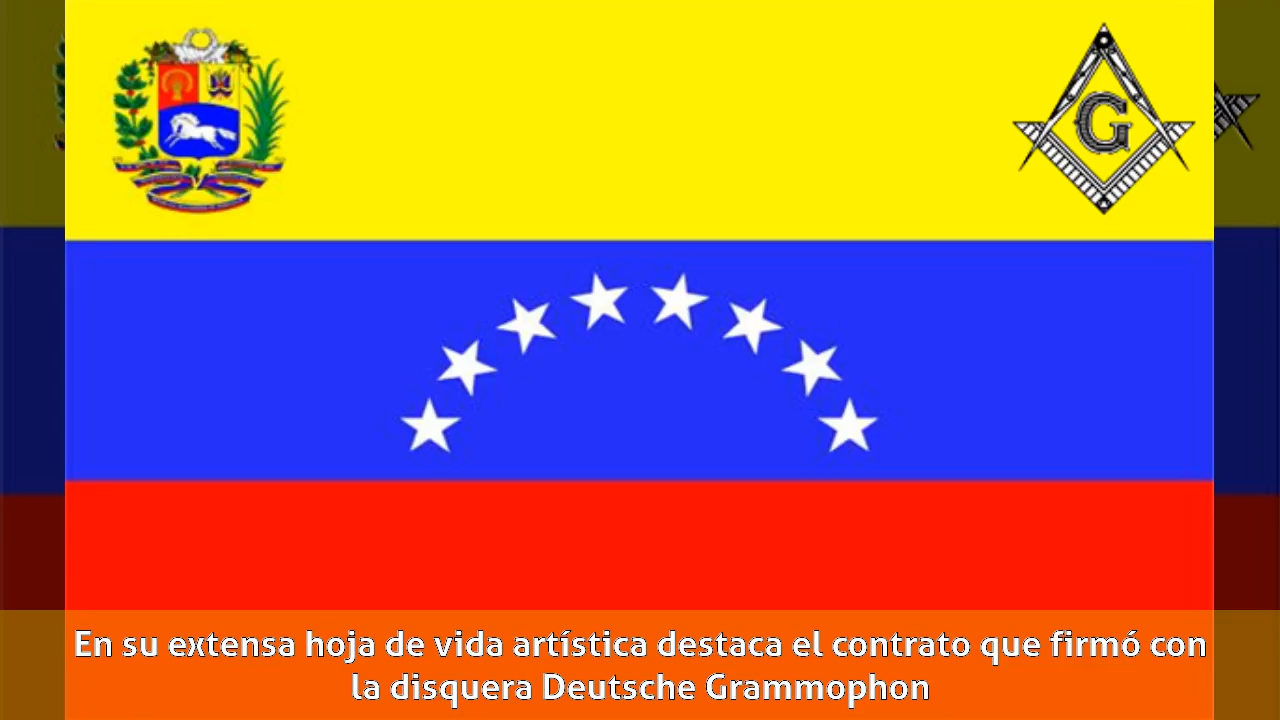 G
En su extensa hoja de vida artística destaca el contrato que firmó con
la disquera Deutsche Grammophon